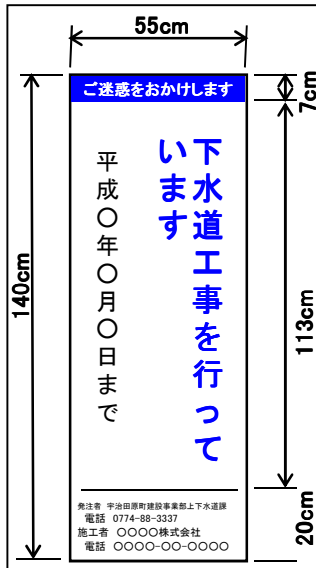 55cm
ご迷惑をおかけします
7cm
下水道工事を行って
います
平成〇年〇月〇日まで
140cm
113cm
20cm
発注者 宇治田原町建設事業部上下水道課
電話 0774-88-3337
施工者 〇〇〇〇株式会社
電話 〇〇〇〇-〇〇-〇〇〇〇